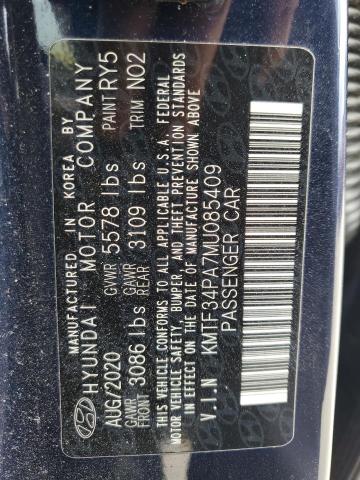 MANUFACTURED IN KOREA BY
HYUNDAI MOTOR COMPANY
AUG/2020 GVWR 5578 lbs PAINT RY5
GAWR FRONT 3086 lbs GAWR REAR 3109 lbs TRIM NO2
THIS VEHICLE CONFORMS TO ALL APPLICABLE U.S.A. FEDERAL
MOTOR VEHICLE SAFETY, BUMPER, AND THEFT PREVENTION STANDARDS
IN EFFECT ON THE DATE OF MANUFACTURE SHOWN ABOVE
V.I.N KMTF34PA7MU085409
PASSENGER CAR